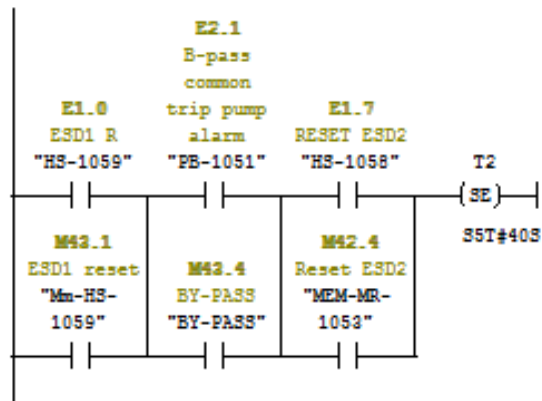 E2.1
B-pass
common
E1.0 trip pump E1.7
ESD1 R alarm RESET ESD2
"HS-1059" "PB-1051" "HS-1058" T2
SE
M43.1 M42.4 S5T#40S
ESD1 reset M43.4 Reset ESD2
"Mm-HS- BY-PASS "MEM-MR-
1059" "BY-PASS" 1053"